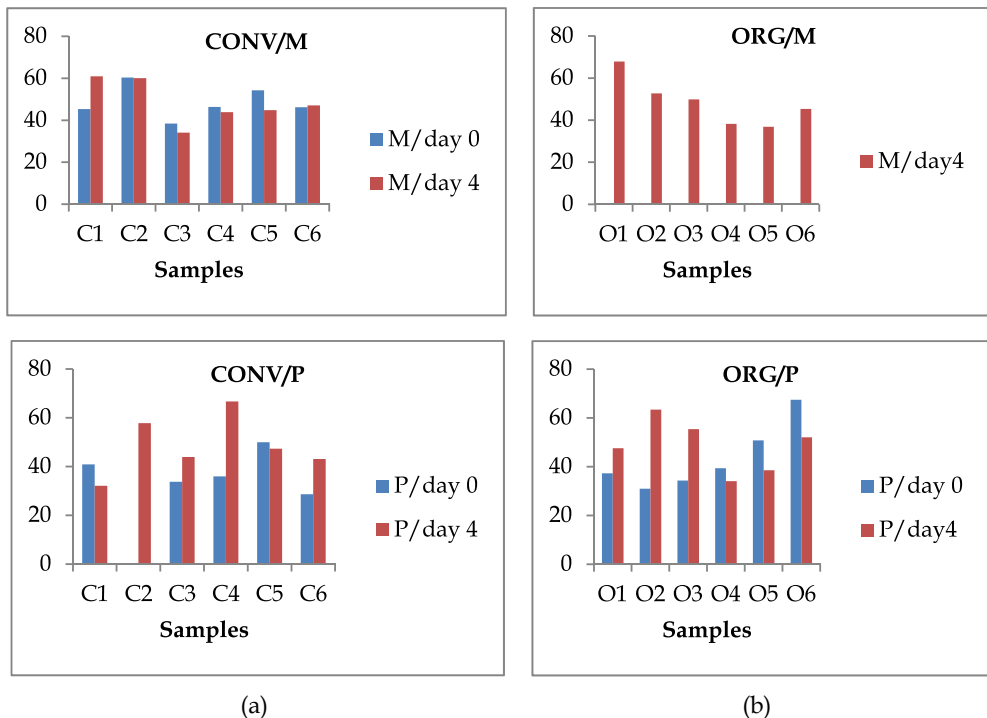 CONV/M
80
60
40
20
0
C1 C2 C3 C4 C5 C6
Samples
M/day 0
M/day 4
ORG/M
80
60
40
20
0
O1 O2 O3 O4 O5 O6
Samples
M/day4
CONV/P
80
60
40
20
0
C1 C2 C3 C4 C5 C6
Samples
P/day 0
P/day 4
ORG/P
80
60
40
20
0
O1 O2 O3 O4 O5 O6
Samples
P/day 0
P/day4
(a)
(b)